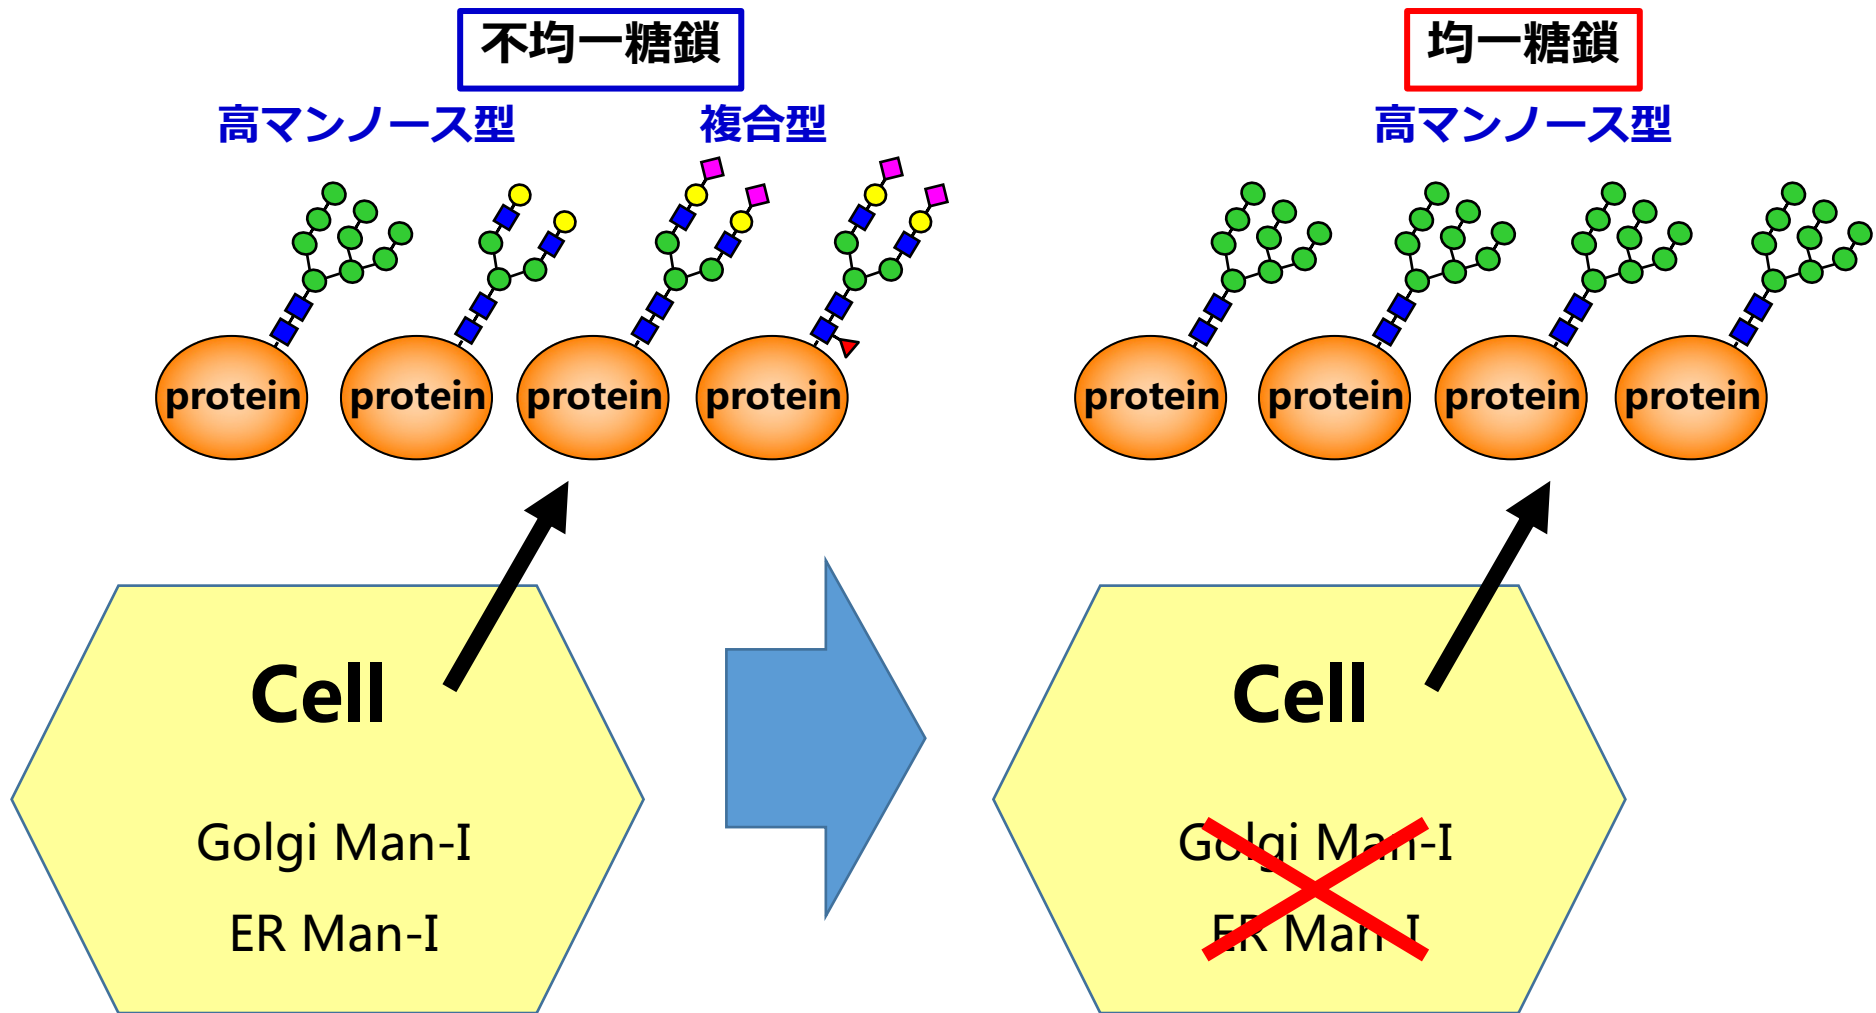 不均一糖鎖
均一糖鎖
高マンノース型
複合型
高マンノース型
protein
protein
protein
protein
protein
protein
protein
protein
Cell
Golgi Man-I
ER Man-I
Cell
Golgi Man-I
ER Man-I